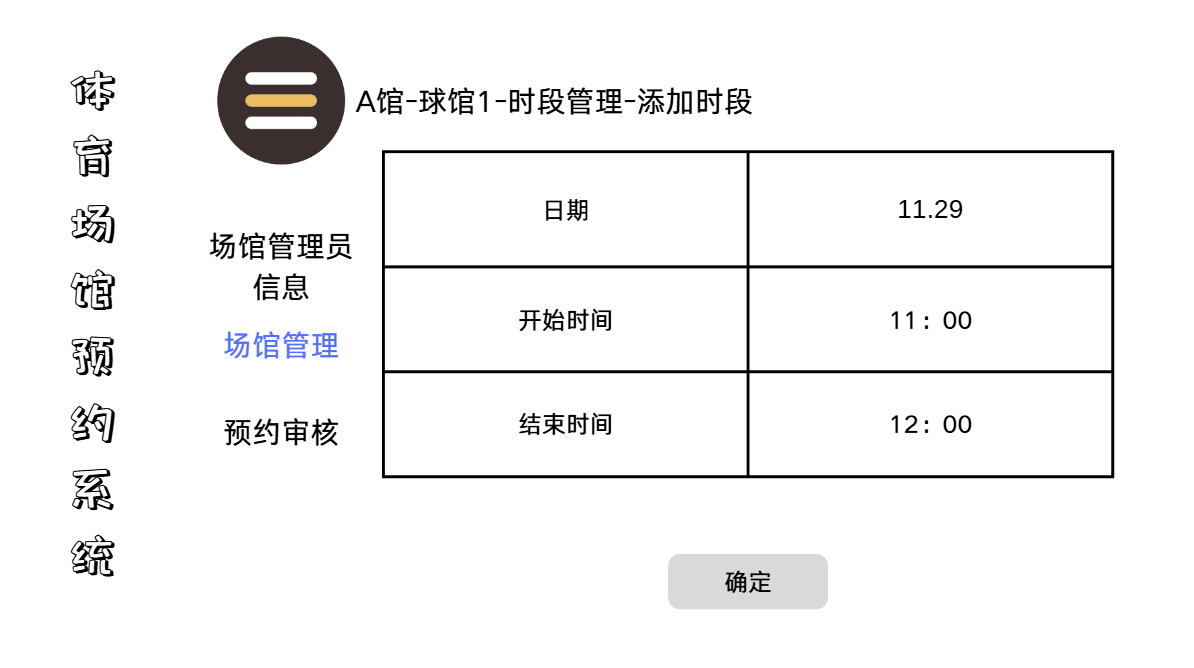 体育场馆预约系统
A馆-球馆1-时段管理-添加时段
场馆管理员
信息
场馆管理
预约审核
日期 11.29
开始时间 11：00
结束时间 12：00
确定